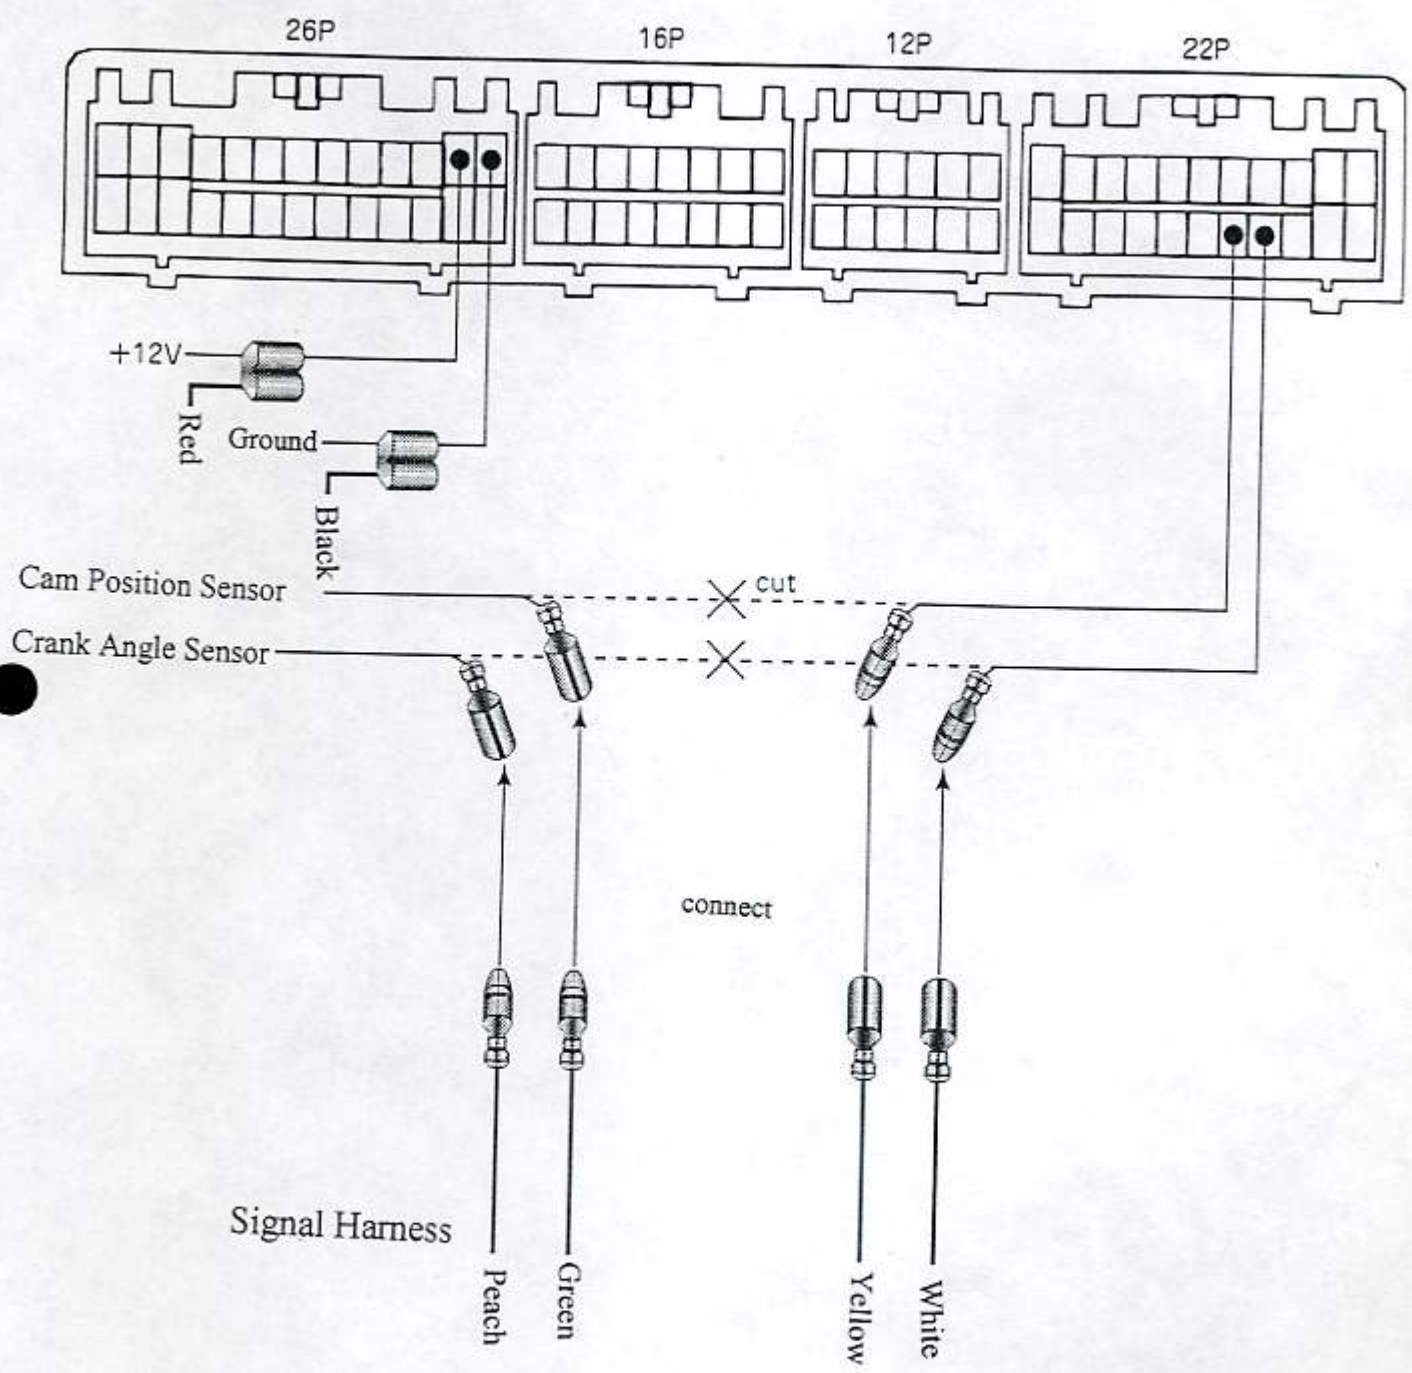 26P
16P
12P
22P
+12V
Red
Ground
Black
Cam Position Sensor
cut
Crank Angle Sensor
connect
Signal Harness
Peach
Green
Yellow
White